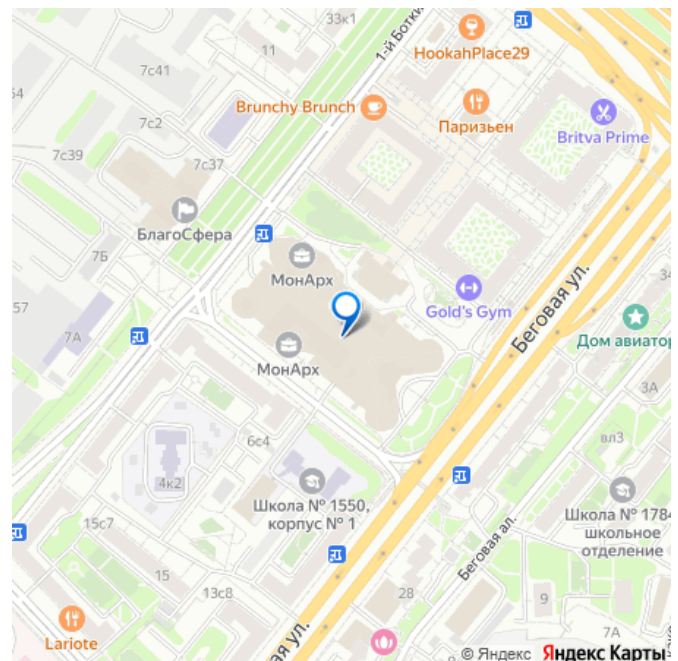 33к1
1-й Ботки
11
HookahPlace29
7с41
64
Brunchy Brunch
Паризьен
7с2
Britva Prime
7с39
7с37
БлагоСфера
7Б
МонАрх
34
57
Gold's Gym
Беговая ул.
7А
Дом авиатор
МонАрх
3А
6с4
вл3
4к2
Школа № 1550,
корпус № 1
Школа № 1784
школьное
отделение
15с7
Беговая ал.
15
13с8
28
9
Lariote
ая ул.
7А
© Яндекс Яндекс Карты